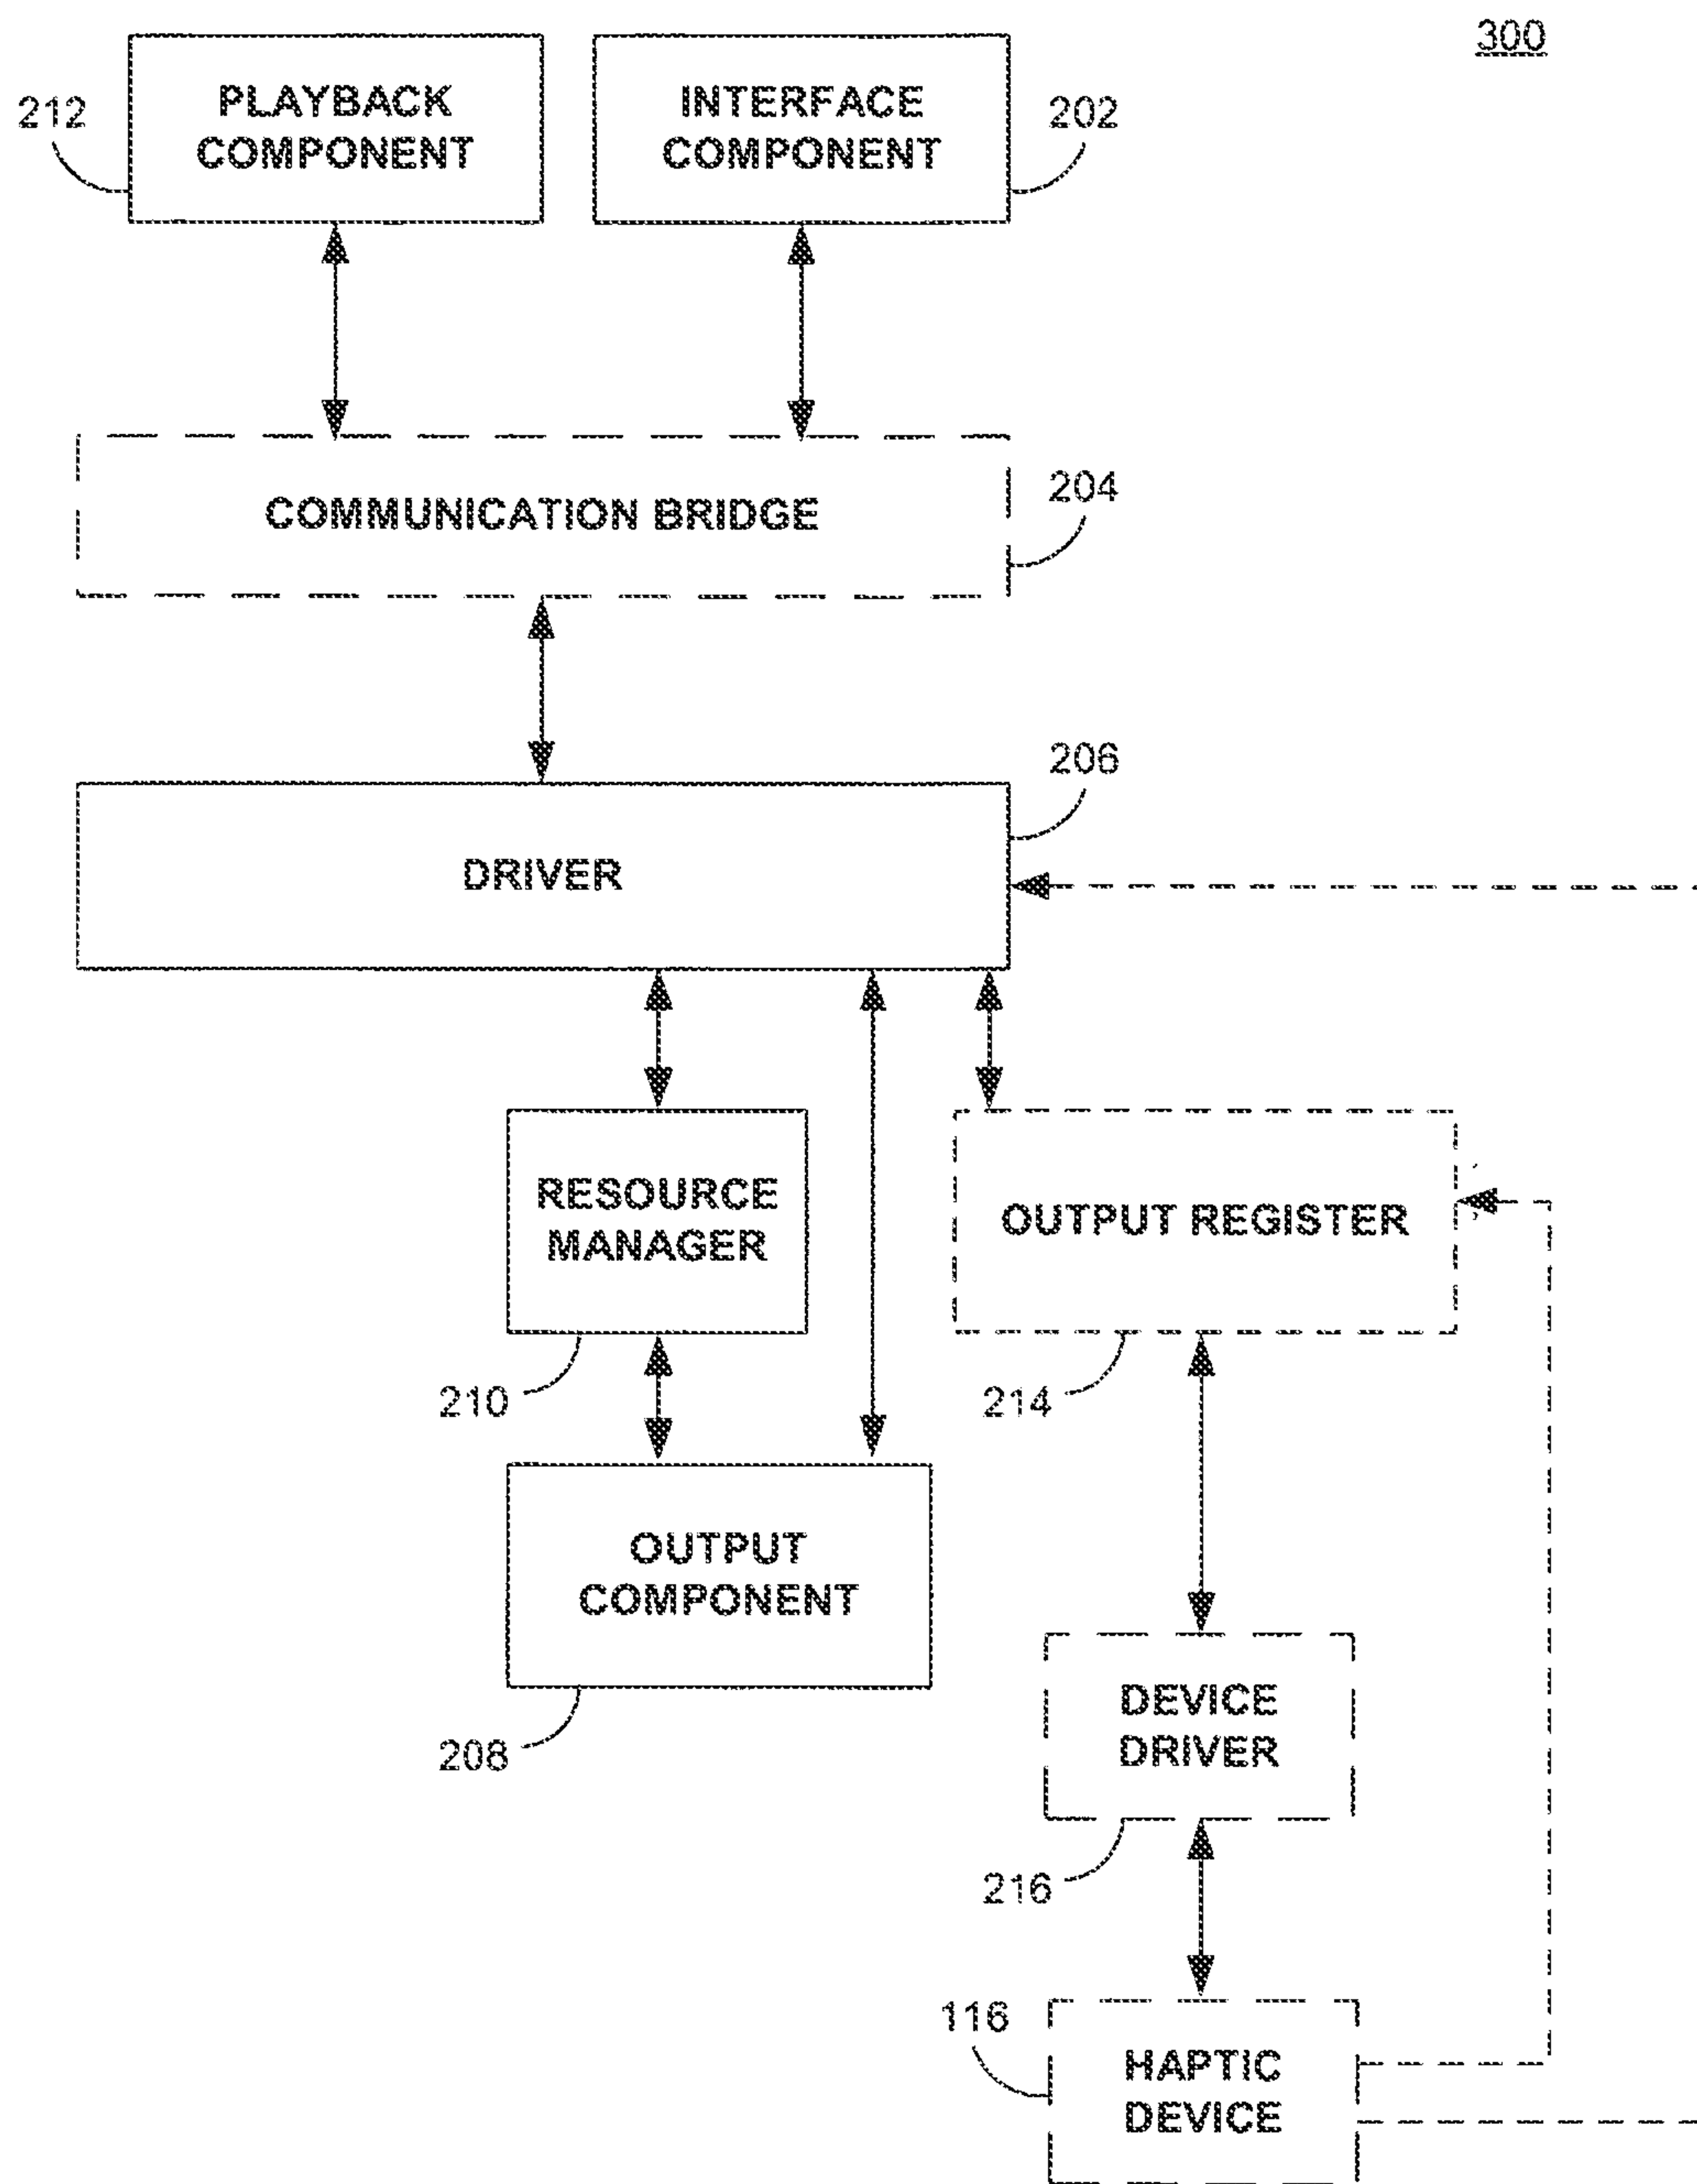 300
212
PLAYBACK
COMPONENT
INTERFACE
COMPONENT
202
COMMUNICATION BRIDGE
204
206
DRIVER
RESOURCE
MANAGER
OUTPUT REGISTER
210
214
OUTPUT
COMPONENT
208
DEVICE
DRIVER
216
116
HAPTIC
DEVICE